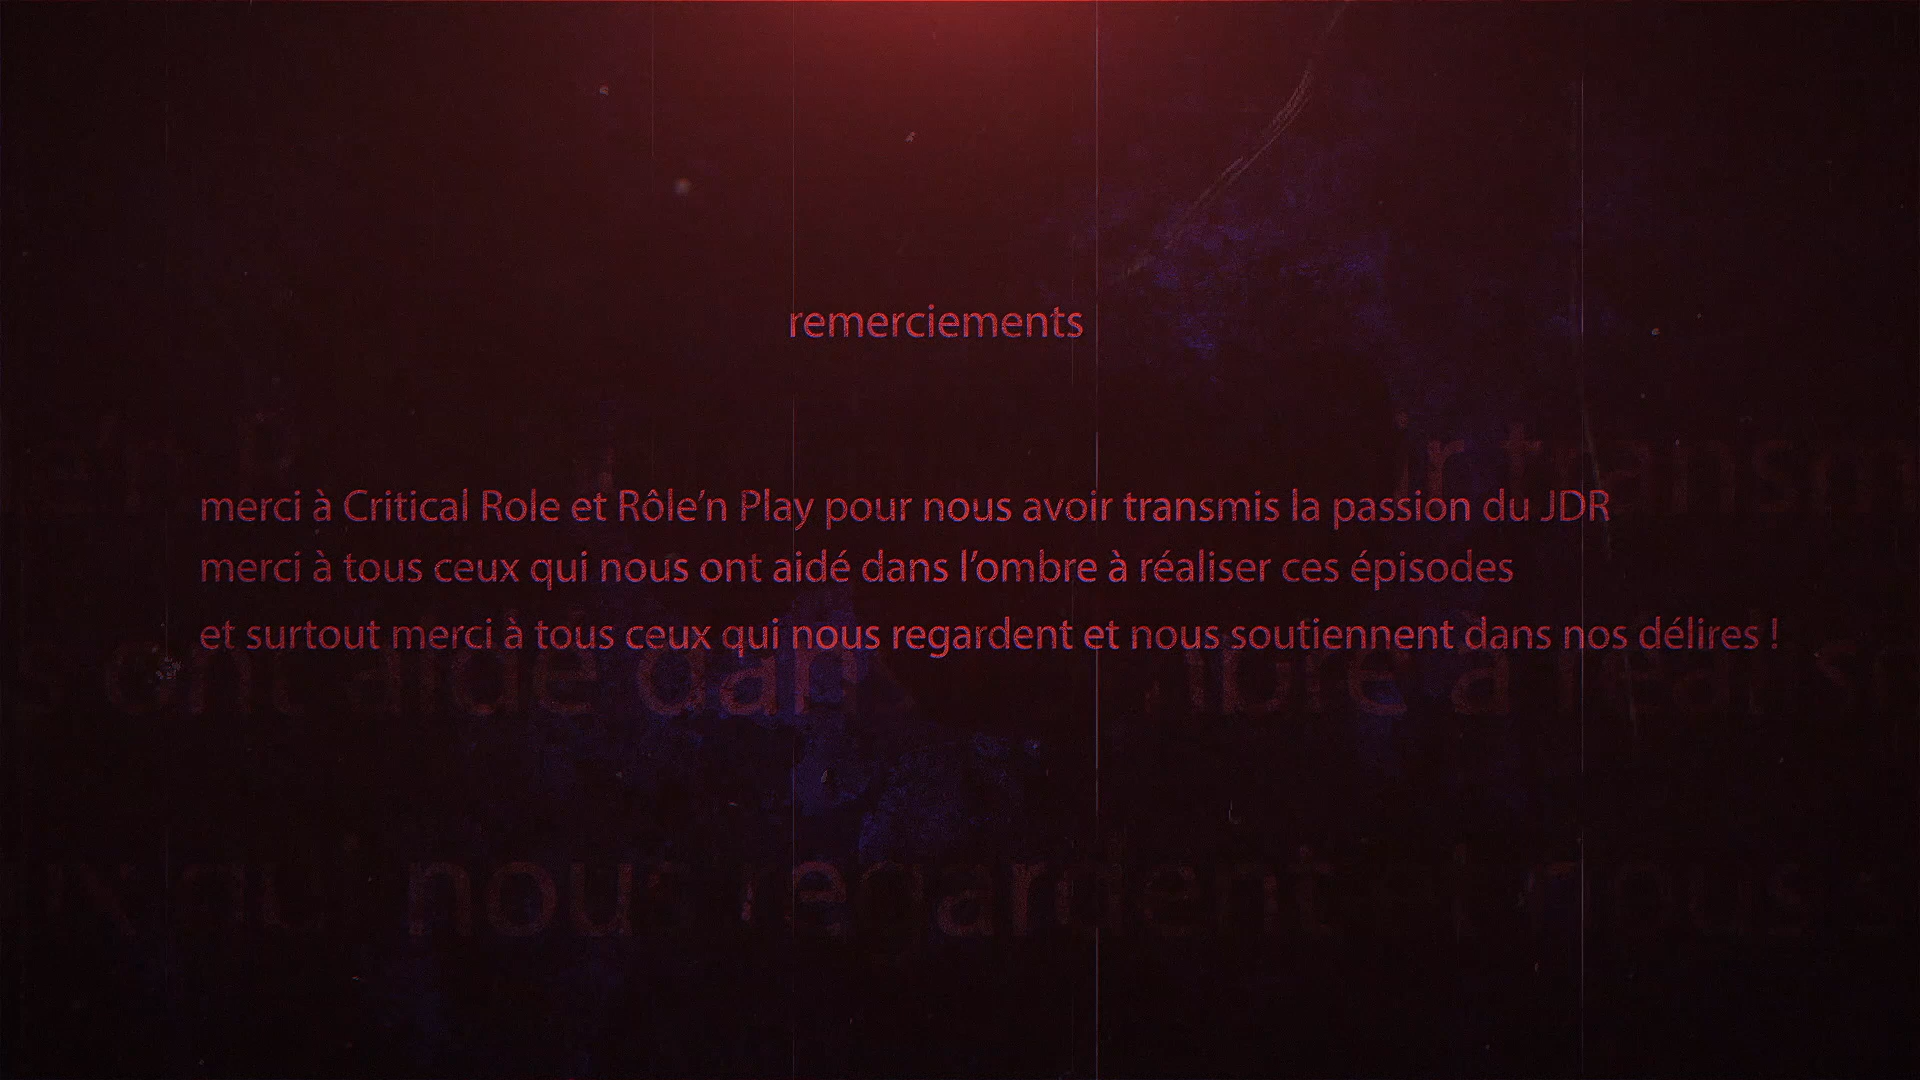 remerciements
merci à Critical Role et Rôle’n Play pour nous avoir transmis la passion du JDR
merci à tous ceux qui nous ont aidé dans l’ombre à réaliser ces épisodes
et surtout merci à tous ceux qui nous regardent et nous soutiennent dans nos délires !